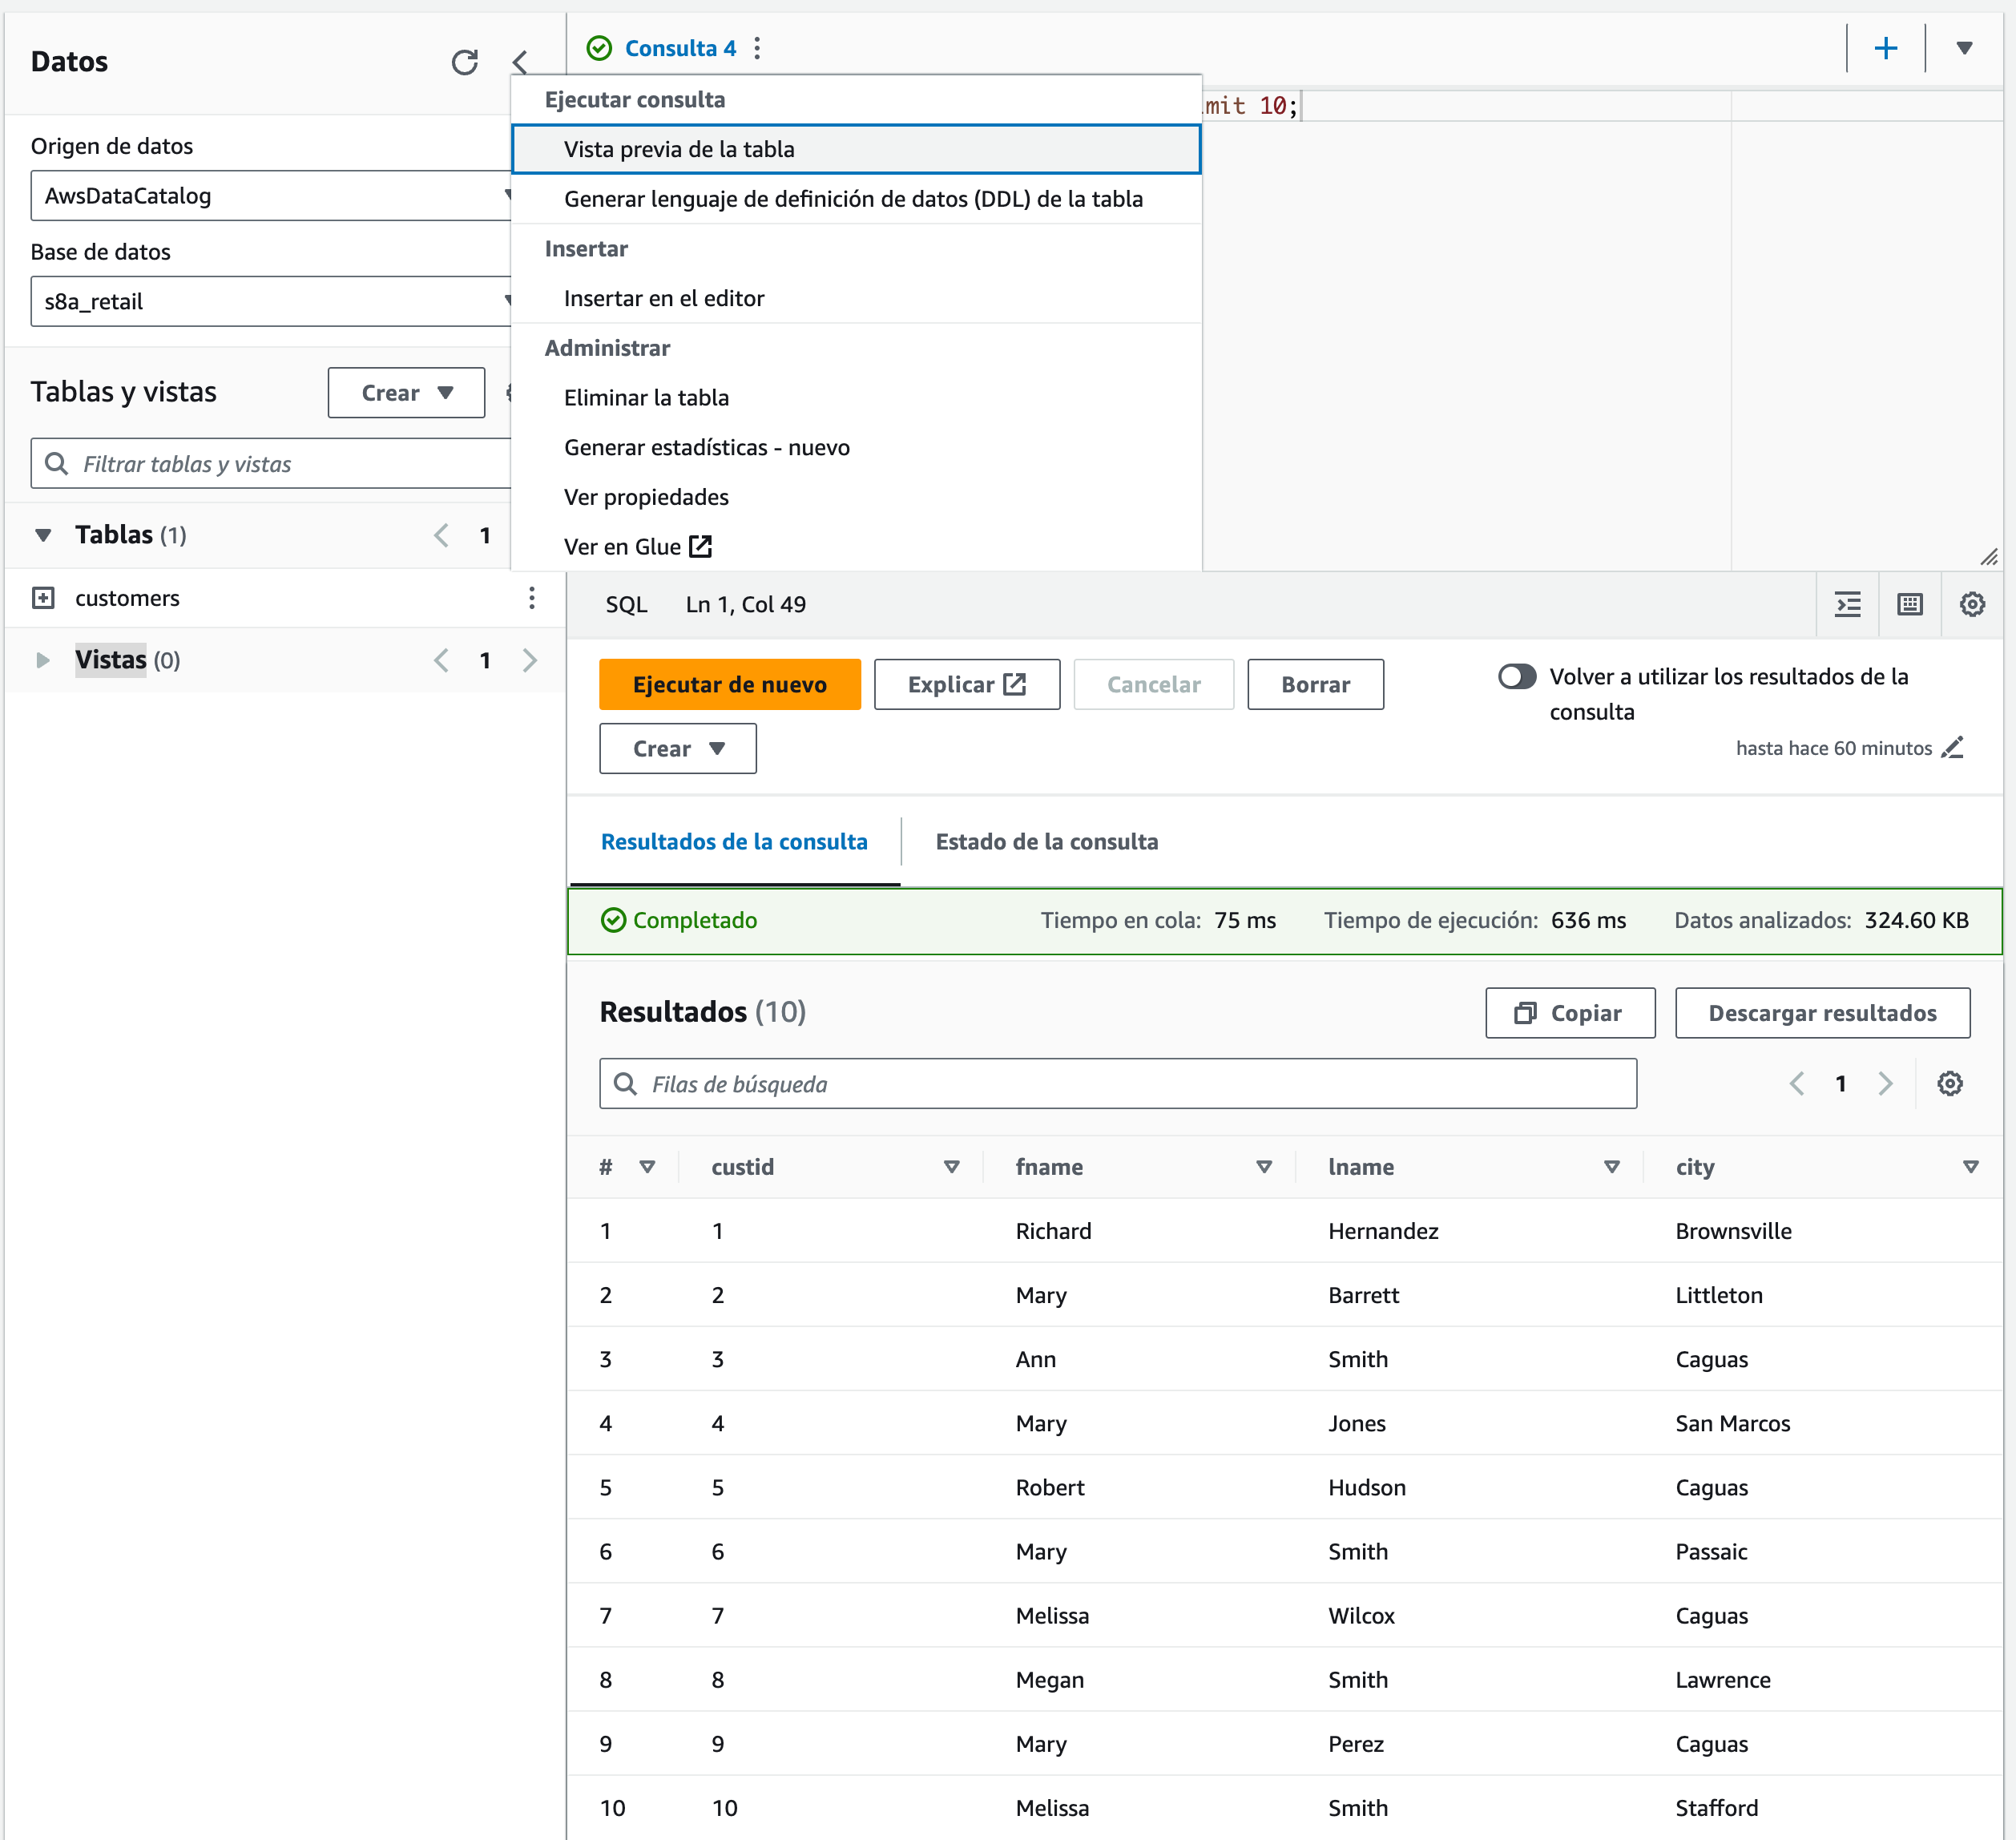 Datos
Origen de datos
AwsDataCatalog
Base de datos
s8a_retail
Tablas y vistas
Crear
Filtrar tablas y vistas
Tablas (1)
1
customers
Vistas (0)
1
Consulta 4
Ejecutar consulta
Vista previa de la tabla
Generar lenguaje de definición de datos (DDL) de la tabla
Insertar
Insertar en el editor
Administrar
Eliminar la tabla
Generar estadísticas - nuevo
Ver propiedades
Ver en Glue
mit 10;
SQL Ln 1, Col 49
Ejecutar de nuevo
Explicar
Cancelar
Borrar
Crear
Volver a utilizar los resultados de la
consulta
hasta hace 60 minutos
Resultados de la consulta
Estado de la consulta
Completado
Tiempo en cola: 75 ms
Tiempo de ejecución: 636 ms
Datos analizados: 324.60 KB
Resultados (10)
Copiar
Descargar resultados
Filas de búsqueda
1
# custid fname lname city
1 1 Richard Hernandez Brownsville
2 2 Mary Barrett Littleton
3 3 Ann Smith Caguas
4 4 Mary Jones San Marcos
5 5 Robert Hudson Caguas
6 6 Mary Smith Passaic
7 7 Melissa Wilcox Caguas
8 8 Megan Smith Lawrence
9 9 Mary Perez Caguas
10 10 Melissa Smith Stafford